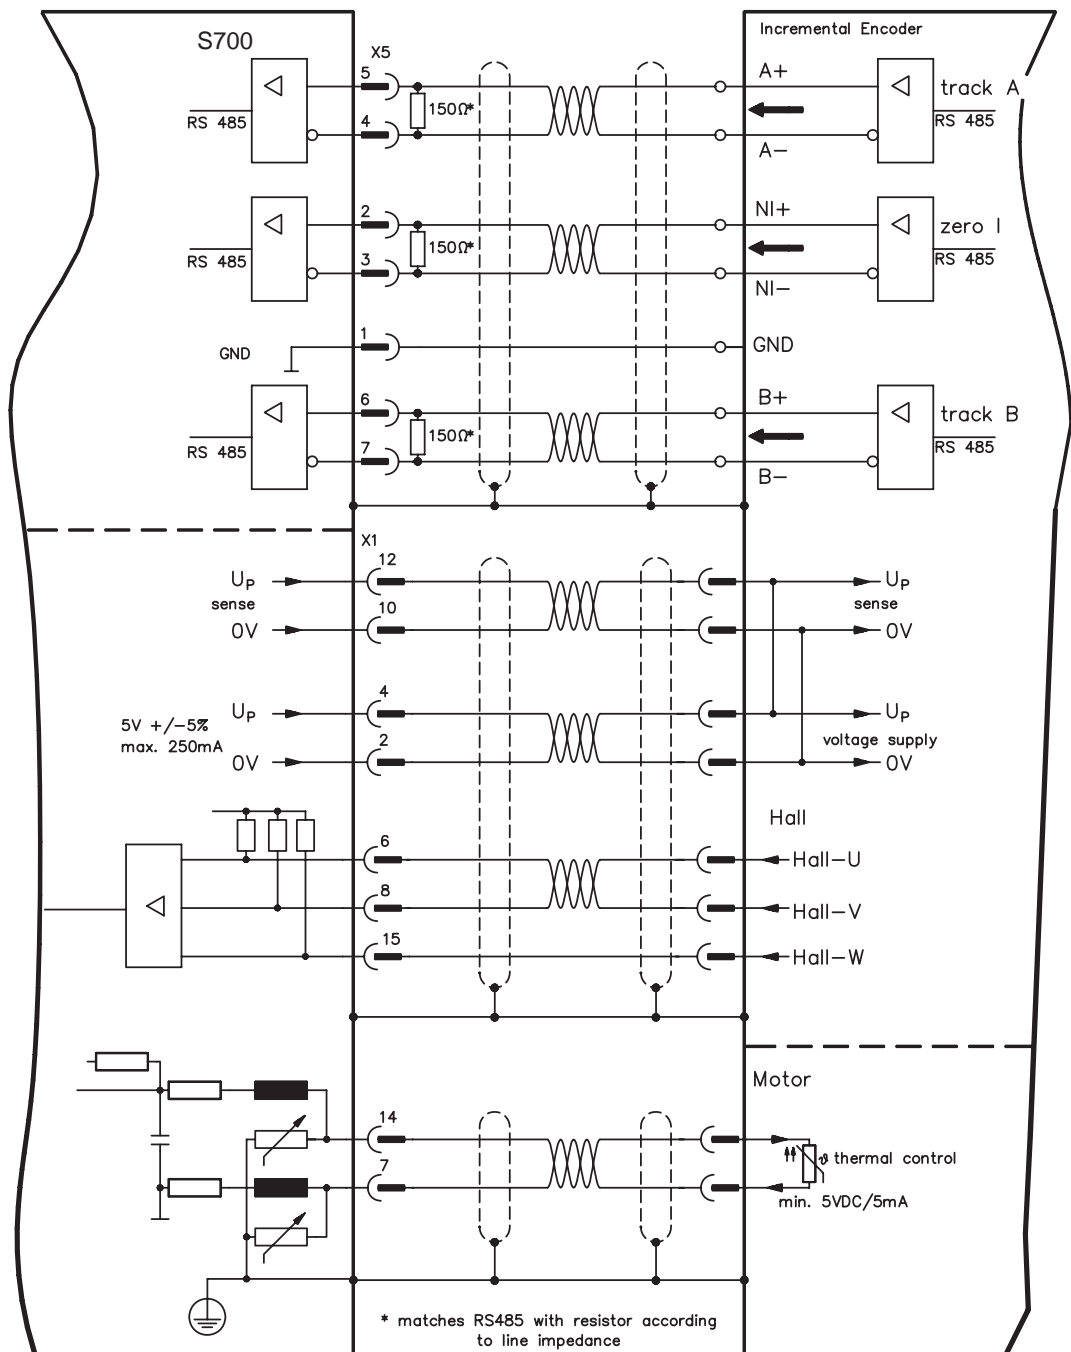 Incremental Encoder
S700
X5
5
A+
track A
150Ω*
RS 485
RS 485
4
A−
2
NI+
zero I
150Ω*
RS 485
RS 485
3
NI−
1
GND
GND
6
B+
track B
150Ω*
RS 485
RS 485
7
B−
X1
12
UP
UP
sense
sense
10
0V
0V
4
UP
UP
5V +/−5%
max. 250mA
voltage supply
2
0V
0V
Hall
6
Hall−U
8
Hall−V
15
Hall−W
Motor
14
ϑ thermal control
7
min. 5VDC/5mA
* matches RS485 with resistor according
to line impedance